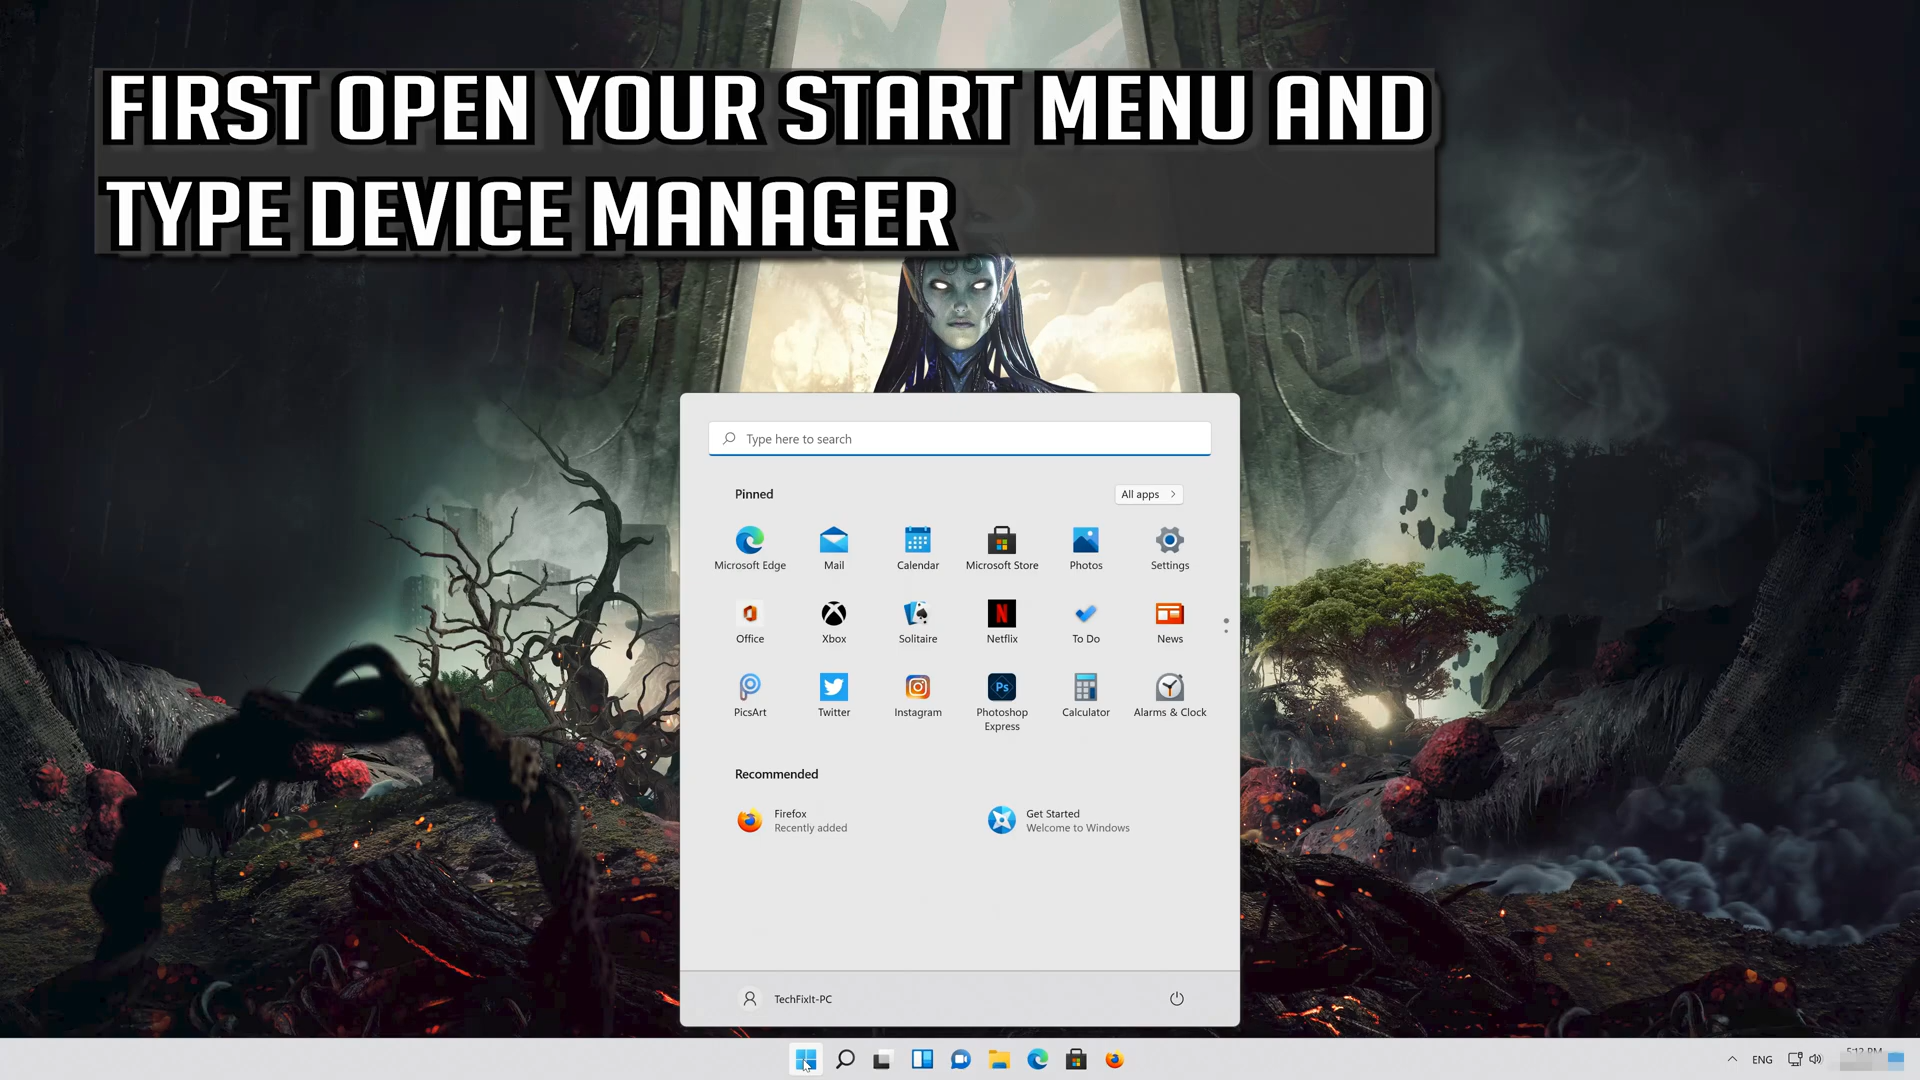 FIRST OPEN YOUR START MENU AND
TYPE DEVICE MANAGER
Type here to search
Pinned
All apps
Microsoft Edge
Mail
Calendar
Microsoft Store
Photos
Settings
Office
Xbox
Solitaire
Netflix
To Do
News
PicsArt
Twitter
Instagram
Photoshop
Express
Calculator
Alarms & Clock
Recommended
Firefox
Recently added
Get Started
Welcome to Windows
TechFixIt-PC
ENG